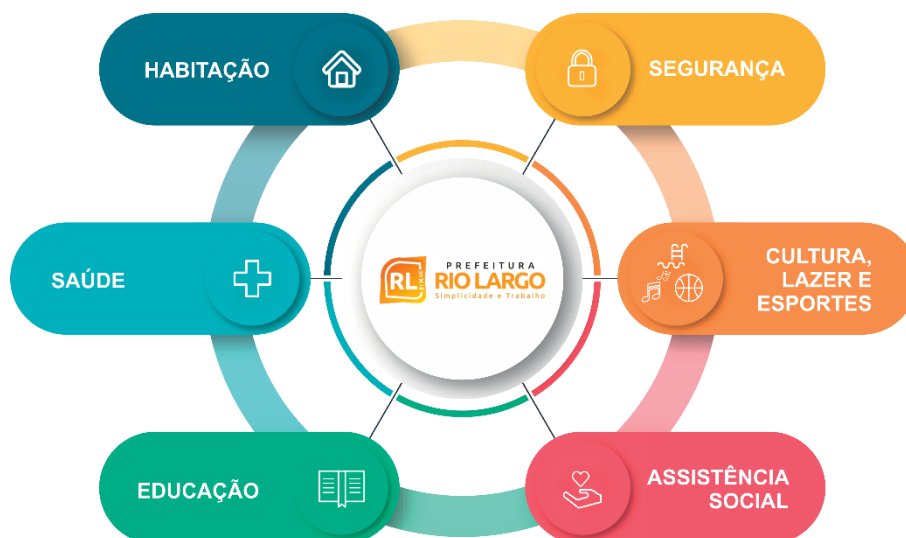 HABITAÇÃO
SEGURANÇA
SAÚDE
PREFEITURA
RL
RIO LARGO
Simplicidade e Trabalho
CULTURA,
LAZER E
ESPORTES
EDUCAÇÃO
ASSISTÊNCIA
SOCIAL